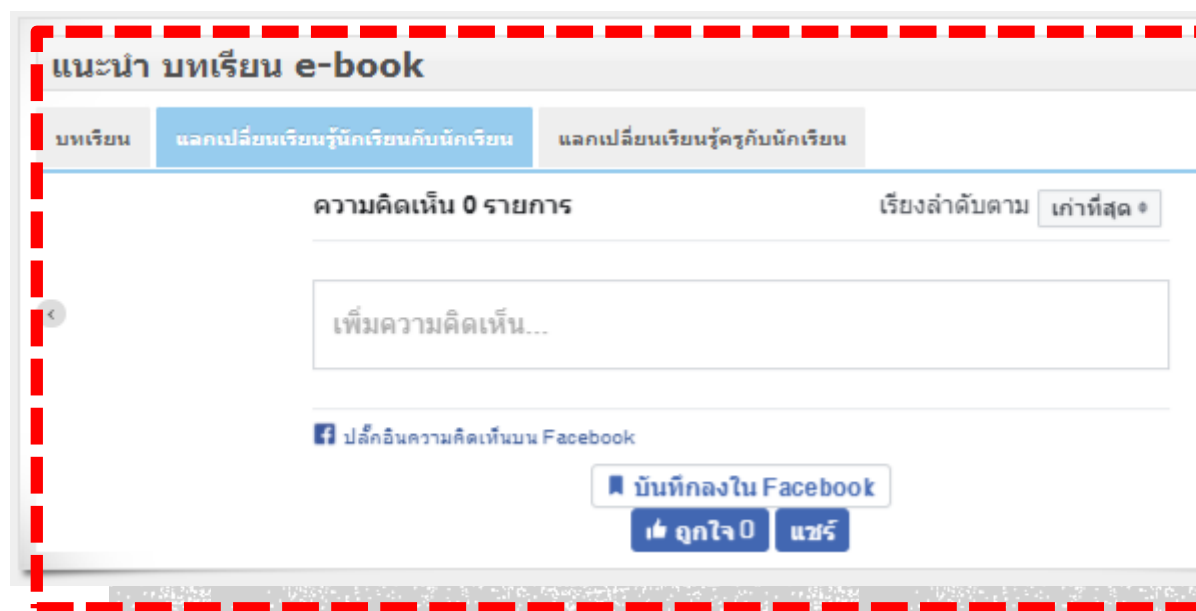 แนะนำ บทเรียน e-book
บทเรียน แลกเปลี่ยนเรียนรู้นักเรียนกับนักเรียน แลกเปลี่ยนเรียนรู้ครูกับนักเรียน
ความคิดเห็น 0 รายการ เรียงลำดับตาม เก่าที่สุด
เพิ่มความคิดเห็น...
ปลั๊กอินความคิดเห็นบน Facebook
บันทึกลงใน Facebook
ถูกใจ 0 แชร์